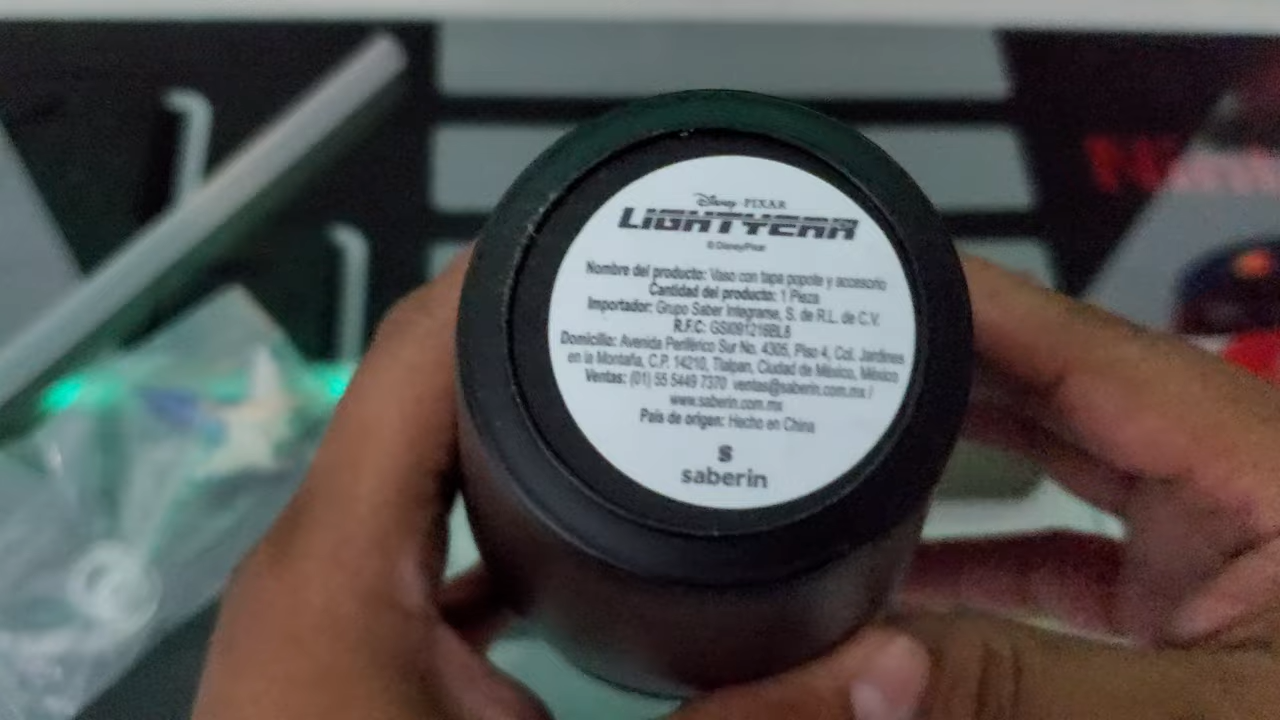 Disney · PIXAR
LIGHTYEAR
© Disney/Pixar
Nombre del producto: Vaso con tapa popote y accesorio
Cantidad del producto: 1 Pieza
Importador: Grupo Saber Integrame, S. de R.L. de C.V.
R.F.C: GSI091216BL8
Domicilio: Avenida Periférico Sur No. 4305, Piso 4, Col. Jardines
en la Montaña, C.P. 14210, Tlalpan, Ciudad de México, México
Ventas: (01) 55 5449 7370 ventas@saberin.com.mx /
www.saberin.com.mx
País de origen: Hecho en China
S
saberin